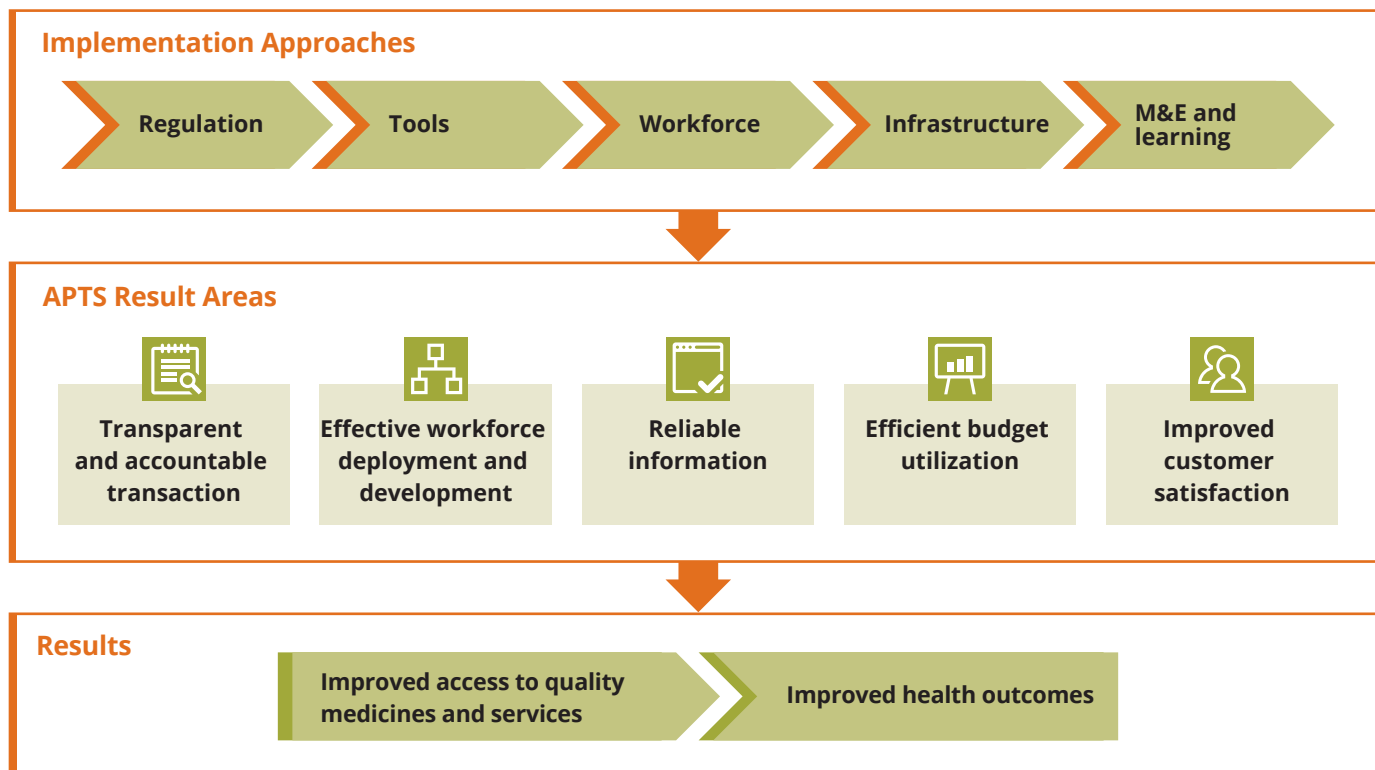 Implementation Approaches
Regulation
Tools
Workforce
Infrastructure
M&E and
learning
APTS Result Areas
Transparent
and accountable
transaction
Effective workforce
deployment and
development
Reliable
information
Efficient budget
utilization
Improved
customer
satisfaction
Results
Improved access to quality
medicines and services
Improved health outcomes